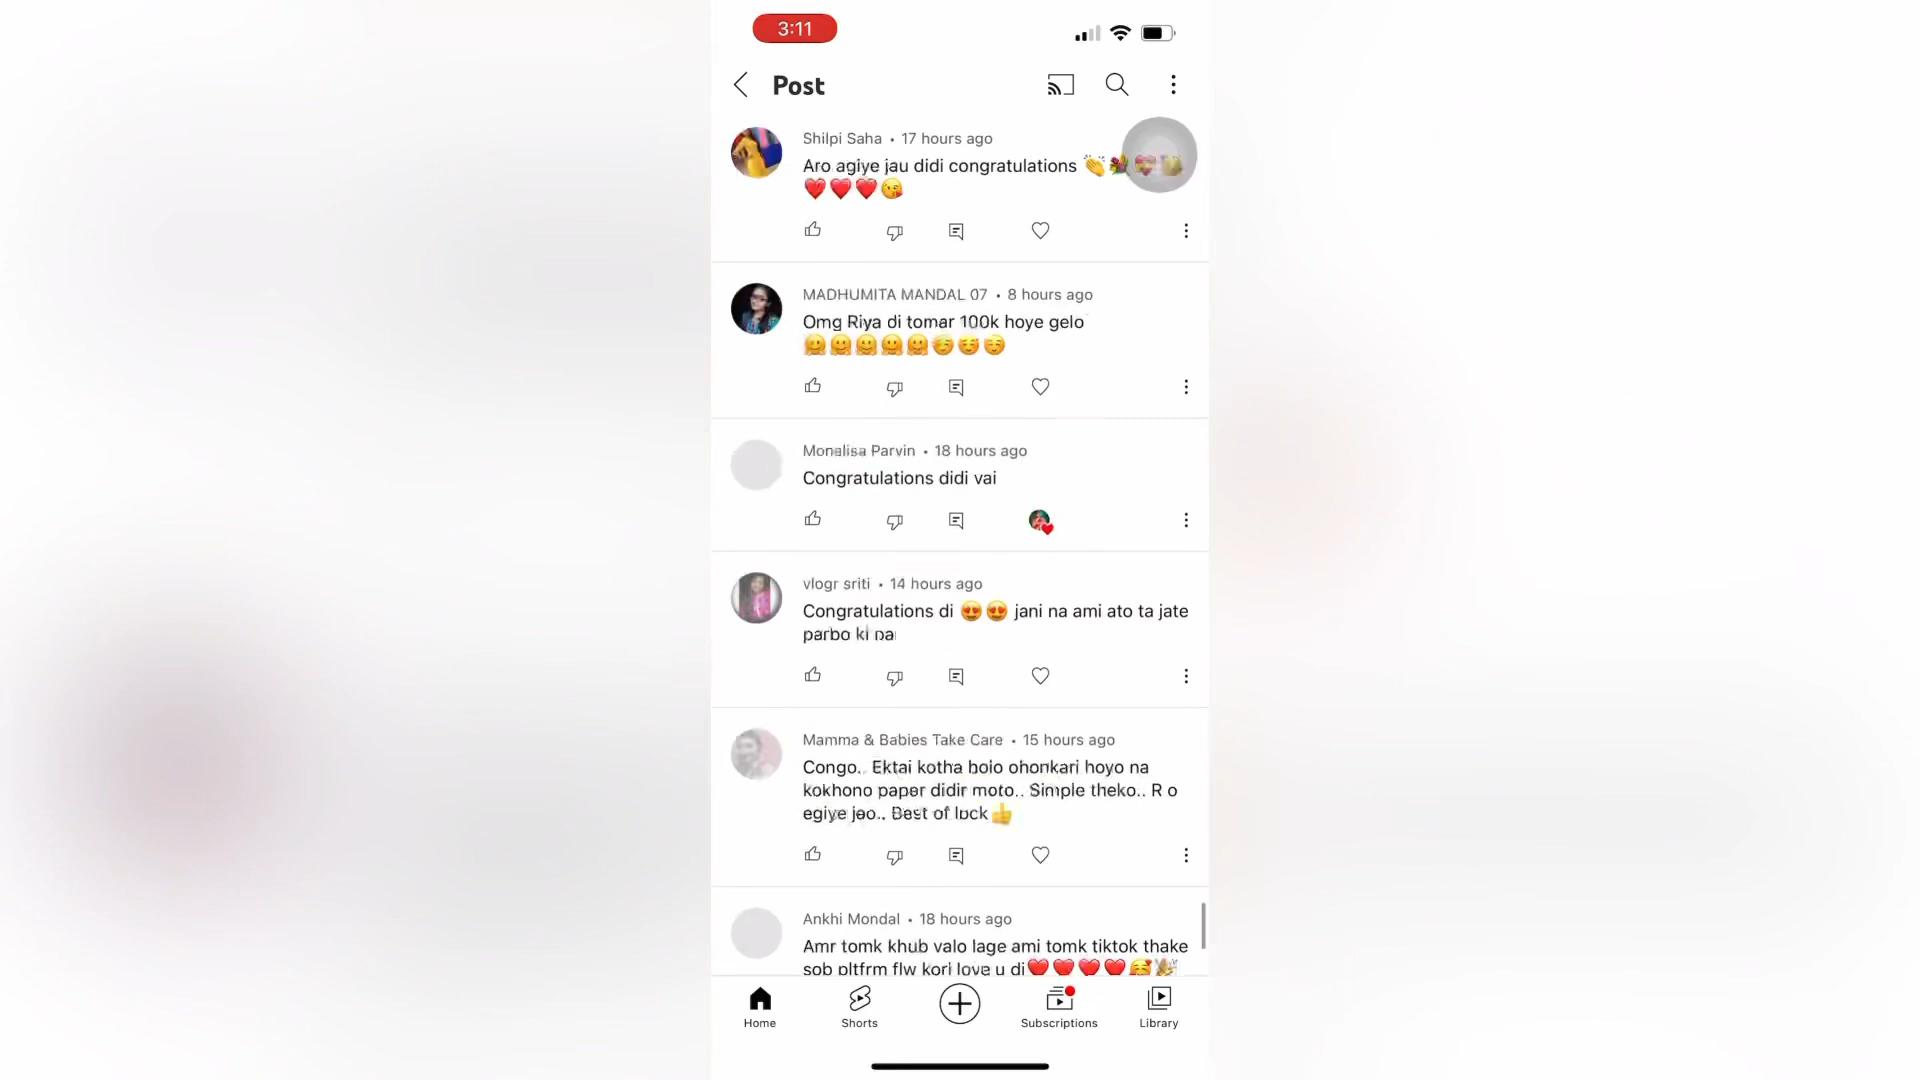 3:11
Post
Shilpi Saha • 17 hours ago
Aro agiye jau didi congratulations 👏💐💝🥰
❤️❤️❤️😘
MADHUMITA MANDAL 07 • 8 hours ago
Omg Riya di tomar 100k hoye gelo
🤗🤗🤗🤗🤗🥳🥳☺️
Monalisa Parvin • 18 hours ago
Congratulations didi vai
vlogr sriti • 14 hours ago
Congratulations di 😍😍 jani na ami ato ta jate
parbo ki na
Mamma & Babies Take Care • 15 hours ago
Congo.. Ektai kotha bolo ohonkari hoyo na
kokhono papar didir moto.. Simple theko.. R o
egiye jao.. Best of luck👍
Ankhi Mondal • 18 hours ago
Amr tomk khub valo lage ami tomk tiktok thake
sob pltfrm flw kori love u di❤️❤️❤️❤️🥰
Home
Shorts
Subscriptions
Library